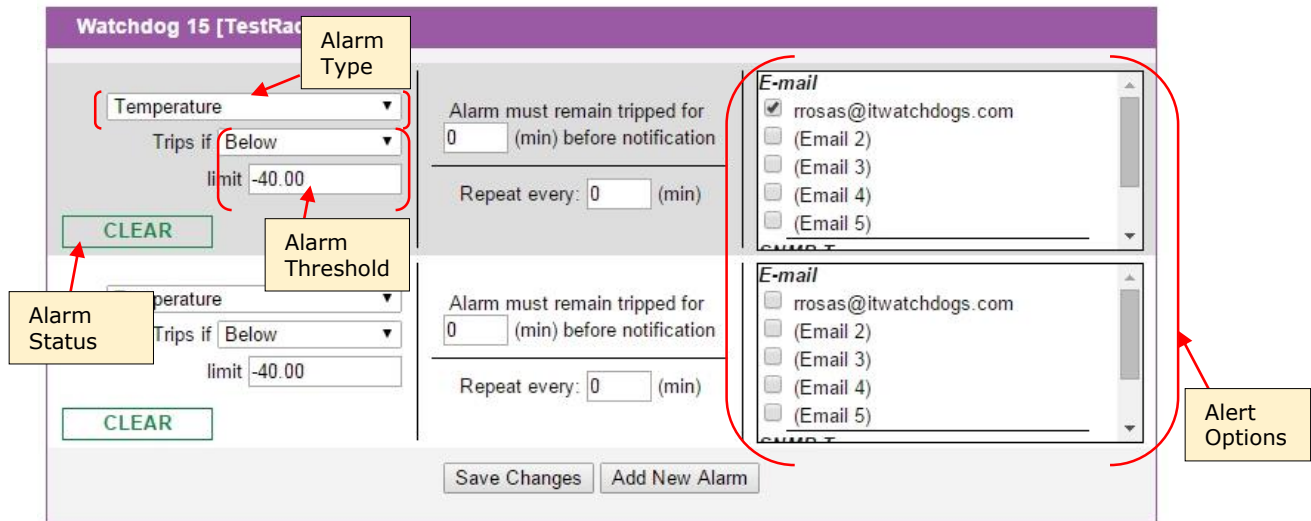 Watchdog 15 [TestRac
Alarm
Type
Temperature
Trips if Below
limit -40.00
CLEAR
Alarm must remain tripped for
0 (min) before notification
Repeat every: 0 (min)
E-mail
rrosas@itwatchdogs.com
(Email 2)
(Email 3)
(Email 4)
(Email 5)
Alarm
Threshold
Alarm
Status
perature
Trips if Below
limit -40.00
CLEAR
Alarm must remain tripped for
0 (min) before notification
Repeat every: 0 (min)
E-mail
rrosas@itwatchdogs.com
(Email 2)
(Email 3)
(Email 4)
(Email 5)
Alert
Options
Save Changes
Add New Alarm